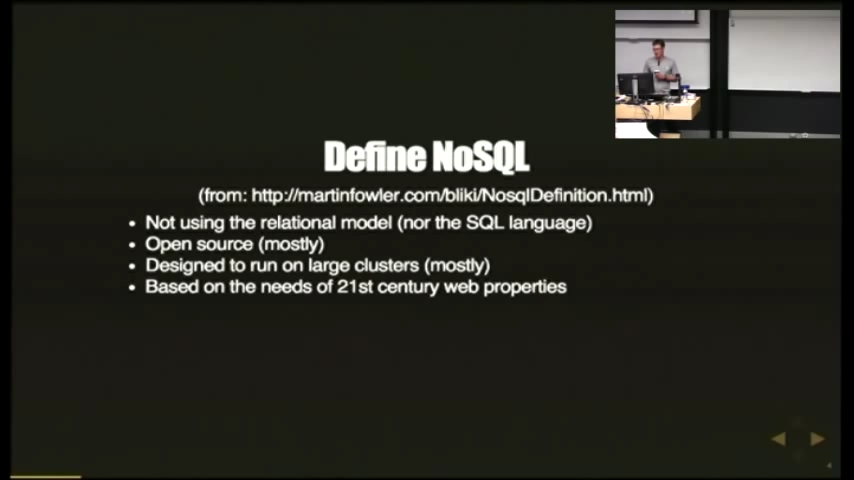 Define NoSQL
(from: http://martinfowler.com/bliki/NosqlDefinition.html)
• Not using the relational model (nor the SQL language)
• Open source (mostly)
• Designed to run on large clusters (mostly)
• Based on the needs of 21st century web properties